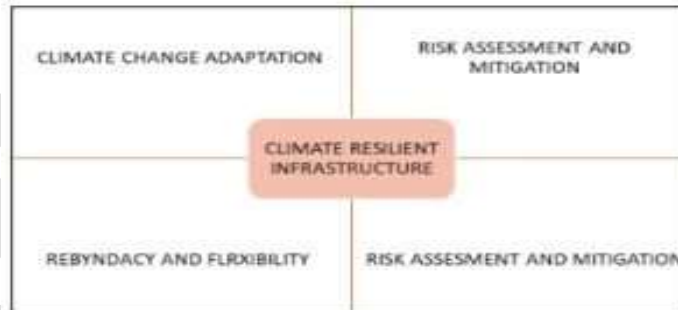 CLIMATE CHANGE ADAPTATION
RISK ASSESSMENT AND
MITIGATION
CLIMATE RESILIENT
INFRASTRUCTURE
REBYNDACY AND FLRXIBILITY
RISK ASSESMENT AND MITIGATION